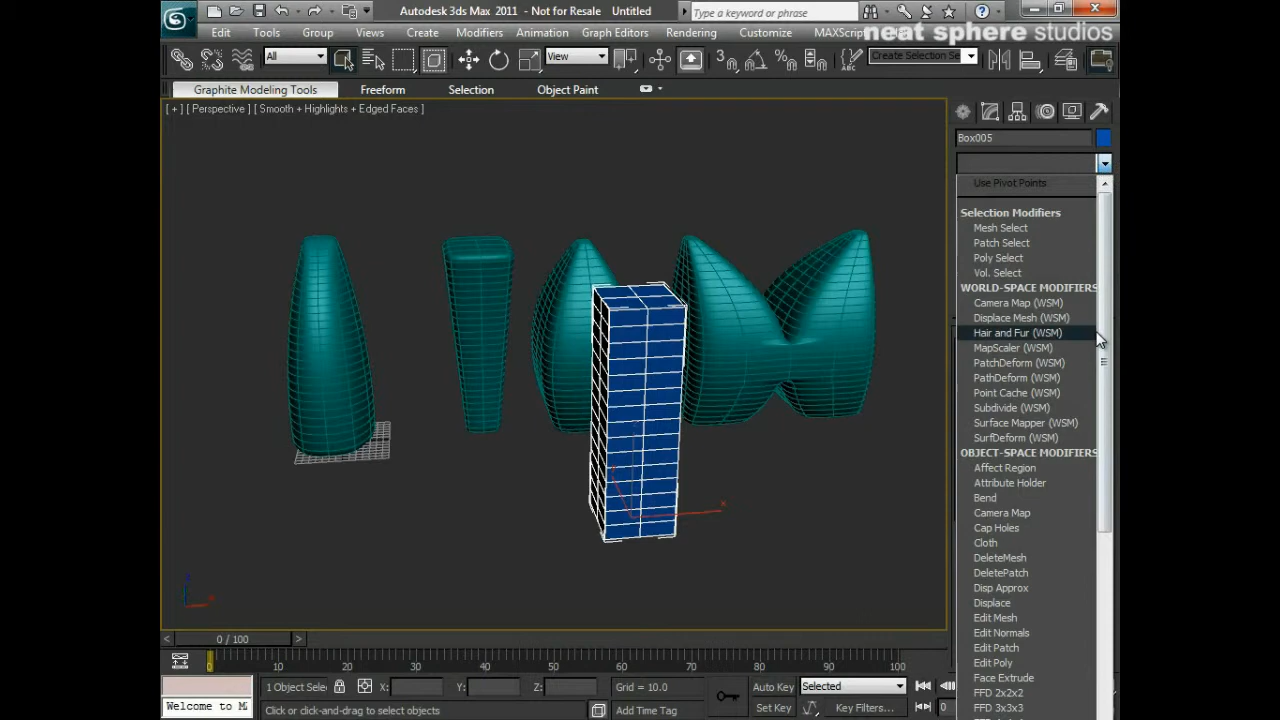 Autodesk 3ds Max 2011 - Not for Resale Untitled
Type a keyword or phrase
Edit Tools Group Views Create Modifiers Animation Graph Editors Rendering Customize MAXScript
neat sphere studios
All View Create Selection Se
Graphite Modeling Tools Freeform Selection Object Paint
[ + ] [ Perspective ] [ Smooth + Highlights + Edged Faces ]
Box005
Use Pivot Points
Selection Modifiers
Mesh Select
Patch Select
Poly Select
Vol. Select
WORLD-SPACE MODIFIERS
Camera Map (WSM)
Displace Mesh (WSM)
Hair and Fur (WSM)
MapScaler (WSM)
PatchDeform (WSM)
PathDeform (WSM)
Point Cache (WSM)
Subdivide (WSM)
Surface Mapper (WSM)
SurfDeform (WSM)
OBJECT-SPACE MODIFIERS
Affect Region
Attribute Holder
Bend
Camera Map
Cap Holes
Cloth
DeleteMesh
DeletePatch
Disp Approx
Displace
Edit Mesh
Edit Normals
Edit Patch
Edit Poly
Face Extrude
FFD 2x2x2
FFD 3x3x3
x
x
0 / 100
0 10 20 30 40 50 60 70 80 90 100
1 Object Sele X: Y: Z: Grid = 10.0 Auto Key Selected
Welcome to M Click or click-and-drag to select objects Add Time Tag Set Key Key Filters... 0